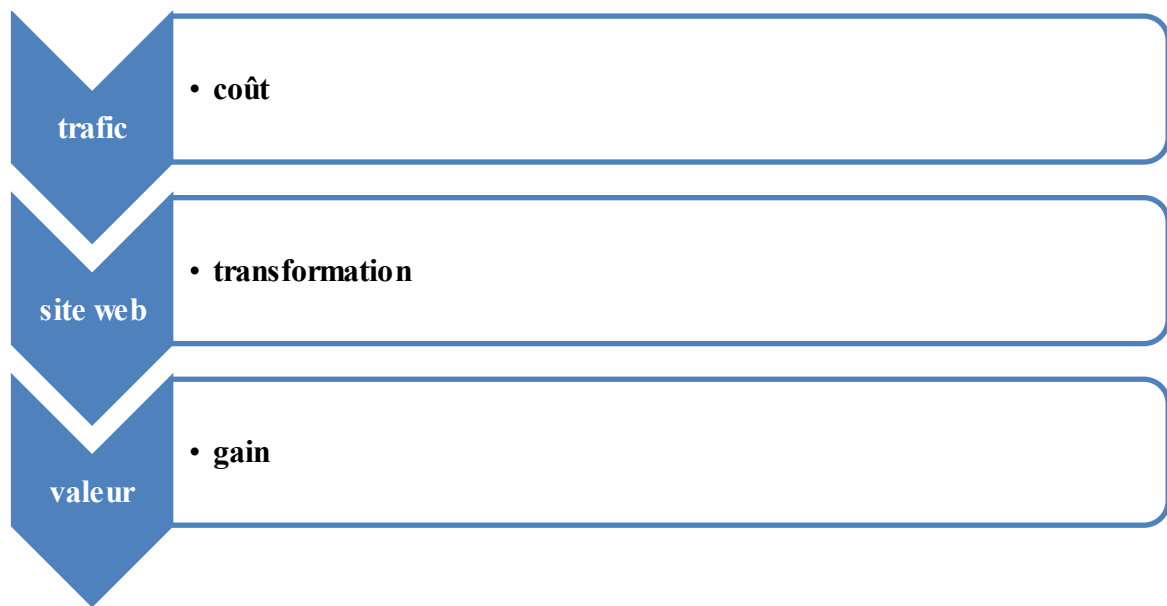 trafic
• coût
site web
• transformation
valeur
• gain